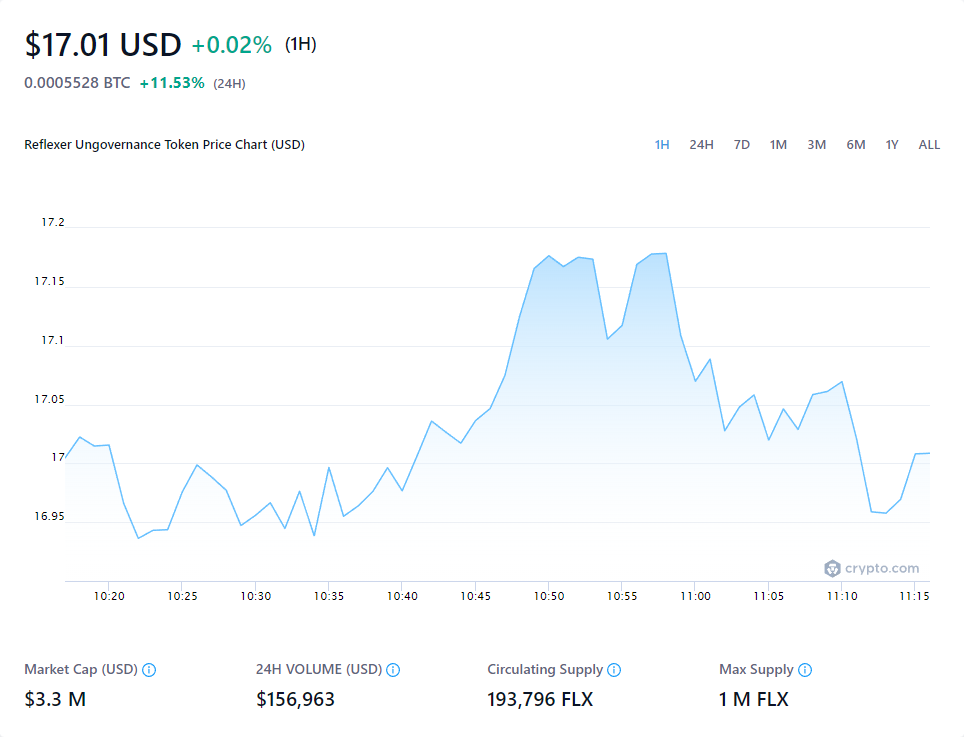 $17.01 USD +0.02% (1H)
0.0005528 BTC +11.53% (24H)
Reflexer Ungovernance Token Price Chart (USD) 1H 24H 7D 1M 3M 6M 1Y ALL
17.2
17.15
17.1
17.05
17
16.95
crypto.com
10:20 10:25 10:30 10:35 10:40 10:45 10:50 10:55 11:00 11:05 11:10 11:15
Market Cap (USD) 24H VOLUME (USD) Circulating Supply Max Supply
$3.3 M $156,963 193,796 FLX 1 M FLX